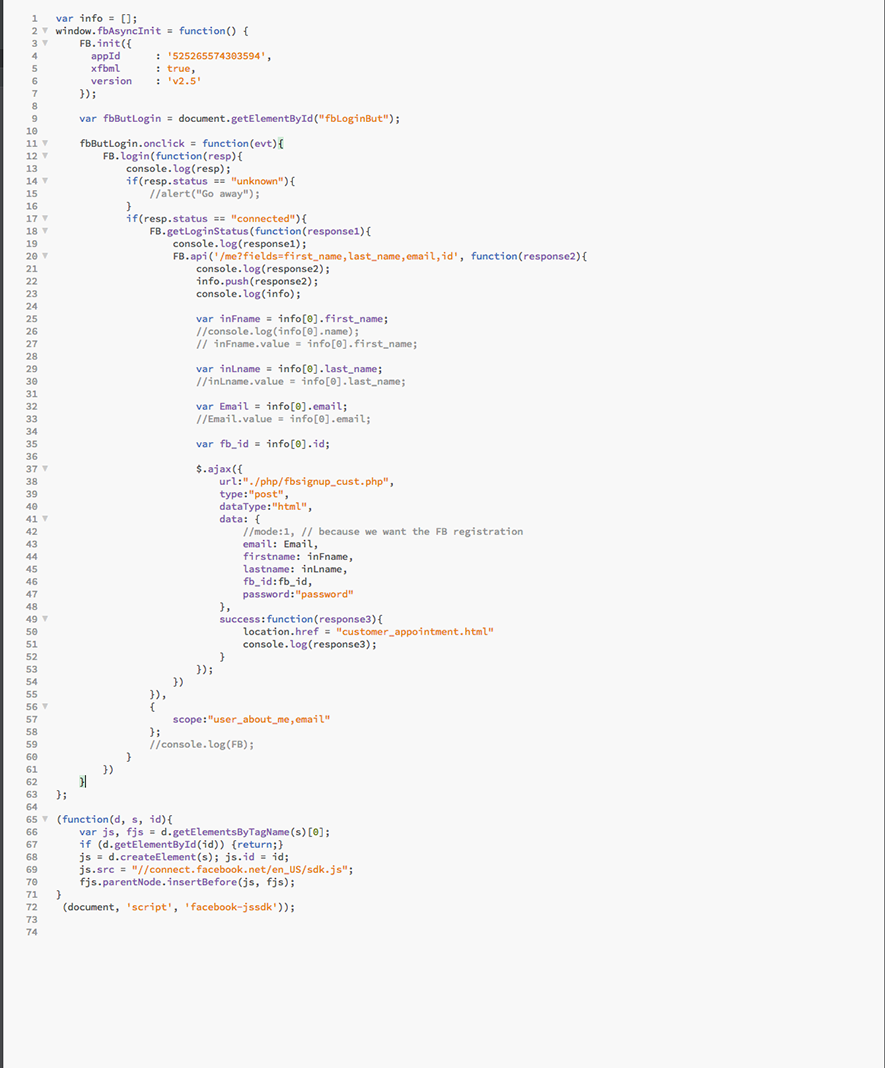 1 var info = [];
2 window.fbAsyncInit = function() {
3 FB.init({
4 appId : '525265574303594',
5 xfbml : true,
6 version : 'v2.5'
7 });
8
9 var fbButLogin = document.getElementById("fbLoginBut");
10
11 fbButLogin.onclick = function(evt){
12 FB.login(function(resp){
13 console.log(resp);
14 if(resp.status == "unknown"){
15 //alert("Go away");
16 }
17 if(resp.status == "connected"){
18 FB.getLoginStatus(function(response1){
19 console.log(response1);
20 FB.api('/me?fields=first_name,last_name,email,id', function(response2){
21 console.log(response2);
22 info.push(response2);
23 console.log(info);
24
25 var inFname = info[0].first_name;
26 //console.log(info[0].name);
27 // inFname.value = info[0].first_name;
28
29 var inLname = info[0].last_name;
30 //inLname.value = info[0].last_name;
31
32 var Email = info[0].email;
33 //Email.value = info[0].email;
34
35 var fb_id = info[0].id;
36
37 $.ajax({
38 url:"./php/fbsignup_cust.php",
39 type:"post",
40 dataType:"html",
41 data: {
42 //mode:1, // because we want the FB registration
43 email: Email,
44 firstname: inFname,
45 lastname: inLname,
46 fb_id:fb_id,
47 password:"password"
48 },
49 success:function(response3){
50 location.href = "customer_appointment.html"
51 console.log(response3);
52 }
53 });
54 })
55 }),
56 {
57 scope:"user_about_me,email"
58 };
59 //console.log(FB);
60 }
61 })
62 }
63 };
64
65 (function(d, s, id){
66 var js, fjs = d.getElementsByTagName(s)[0];
67 if (d.getElementById(id)) {return;}
68 js = d.createElement(s); js.id = id;
69 js.src = "//connect.facebook.net/en_US/sdk.js";
70 fjs.parentNode.insertBefore(js, fjs);
71 }
72 (document, 'script', 'facebook-jssdk'));
73
74